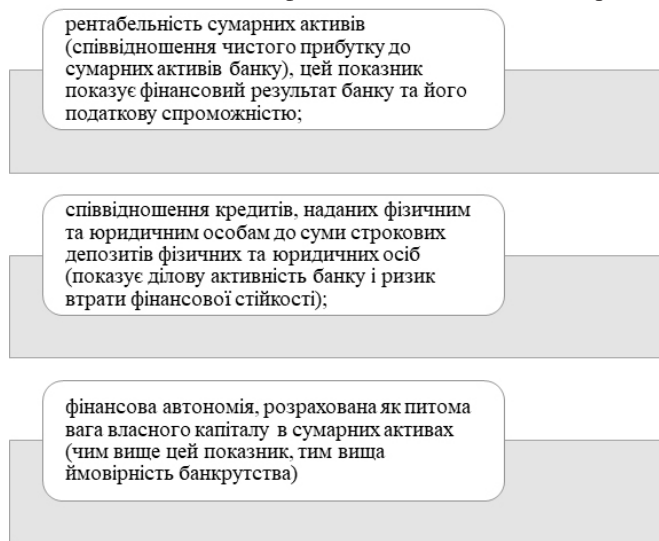 рентабельність сумарних активів
(співвідношення чистого прибутку до
сумарних активів банку), цей показник
показує фінансовий результат банку та його
податкову спроможністю;
співвідношення кредитів, наданих фізичним
та юридичним особам до суми строкових
депозитів фізичних та юридичних осіб
(показує ділову активність банку і ризик
втрати фінансової стійкості);
фінансова автономія, розрахована як питома
вага власного капіталу в сумарних активах
(чим вище цей показник, тим вища
ймовірність банкрутства)